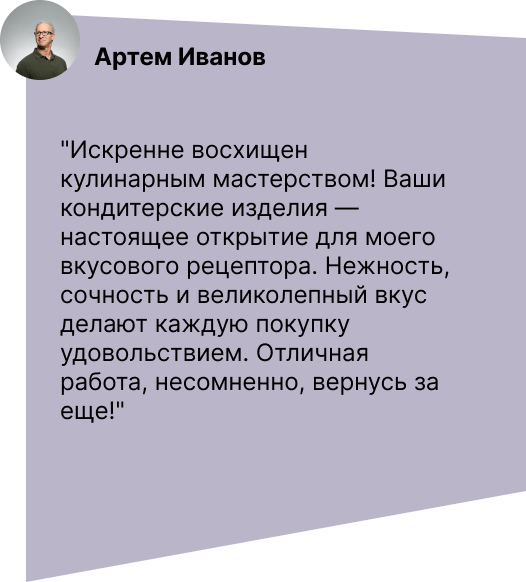 Артем Иванов
"Искренне восхищен
кулинарным мастерством! Ваши
кондитерские изделия —
настоящее открытие для моего
вкусового рецептора. Нежность,
сочность и великолепный вкус
делают каждую покупку
удовольствием. Отличная
работа, несомненно, вернусь за
еще!"